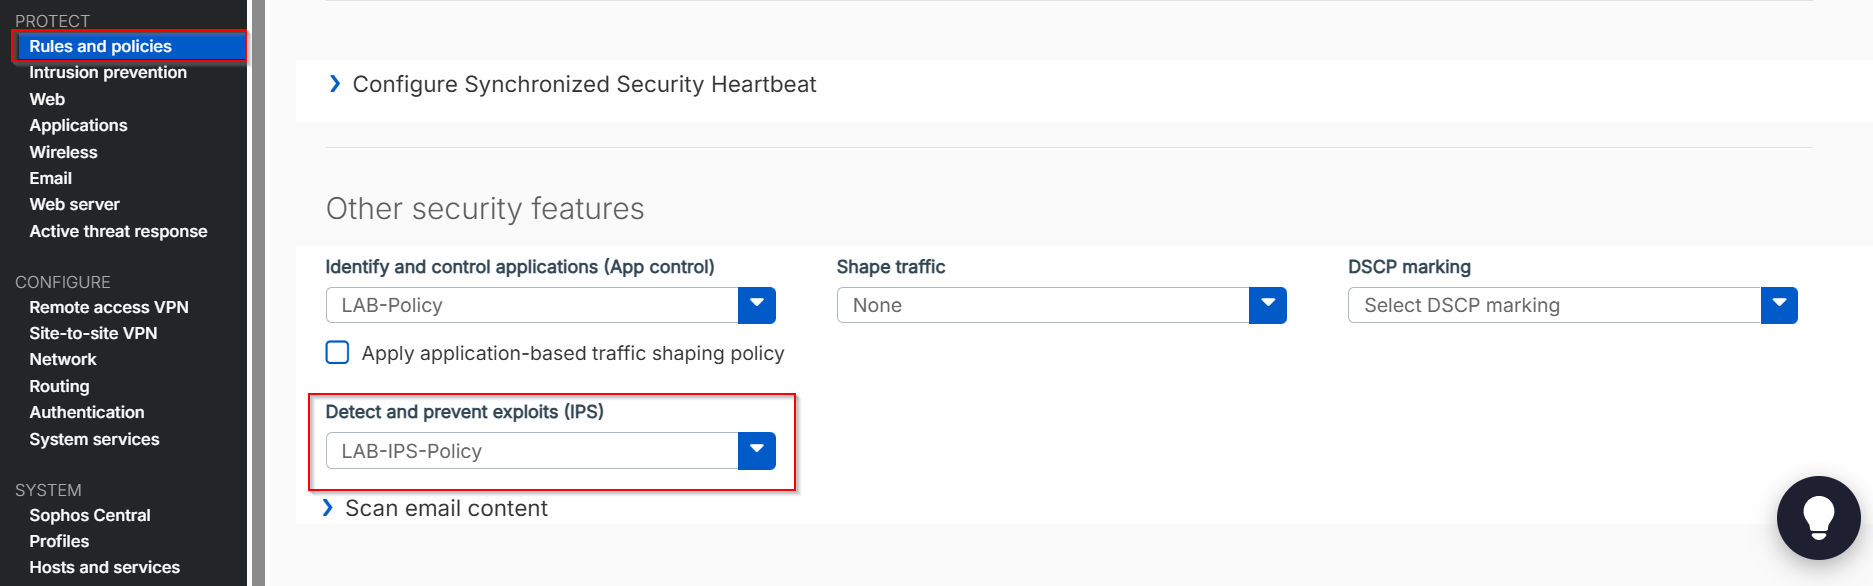 PROTECT
Rules and policies
Intrusion prevention
Web
Applications
Wireless
Email
Web server
Active threat response
CONFIGURE
Remote access VPN
Site-to-site VPN
Network
Routing
Authentication
System services
SYSTEM
Sophos Central
Profiles
Hosts and services
Configure Synchronized Security Heartbeat
Other security features
Identify and control applications (App control)
LAB-Policy
Apply application-based traffic shaping policy
Shape traffic
None
DSCP marking
Select DSCP marking
Detect and prevent exploits (IPS)
LAB-IPS-Policy
Scan email content